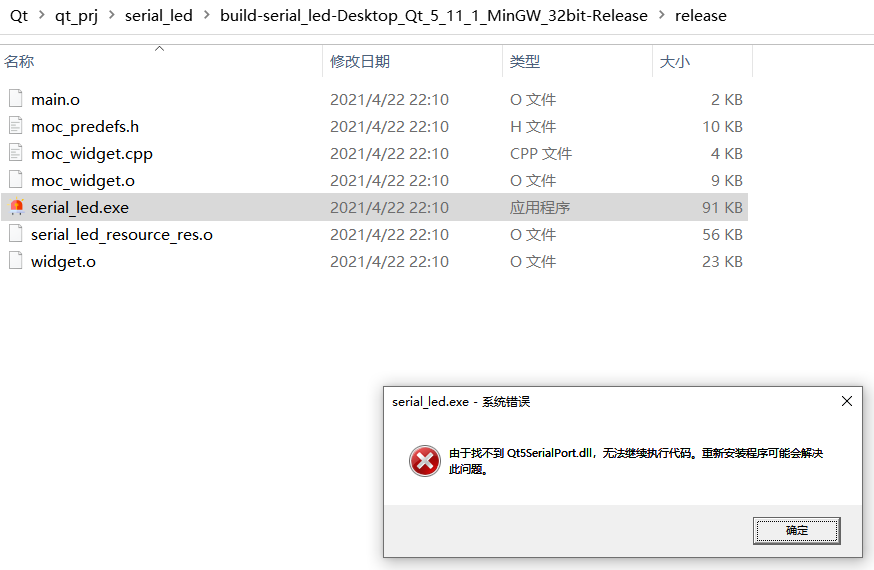 Qt > qt_prj > serial_led > build-serial_led-Desktop_Qt_5_11_1_MinGW_32bit-Release > release
名称 修改日期 类型 大小
main.o 2021/4/22 22:10 O 文件 2 KB
moc_predefs.h 2021/4/22 22:10 H 文件 10 KB
moc_widget.cpp 2021/4/22 22:10 CPP 文件 4 KB
moc_widget.o 2021/4/22 22:10 O 文件 9 KB
serial_led.exe 2021/4/22 22:10 应用程序 91 KB
serial_led_resource_res.o 2021/4/22 22:10 O 文件 56 KB
widget.o 2021/4/22 22:10 O 文件 23 KB
serial_led.exe - 系统错误
由于找不到 Qt5SerialPort.dll，无法继续执行代码。重新安装程序可能会解决
此问题。
确定